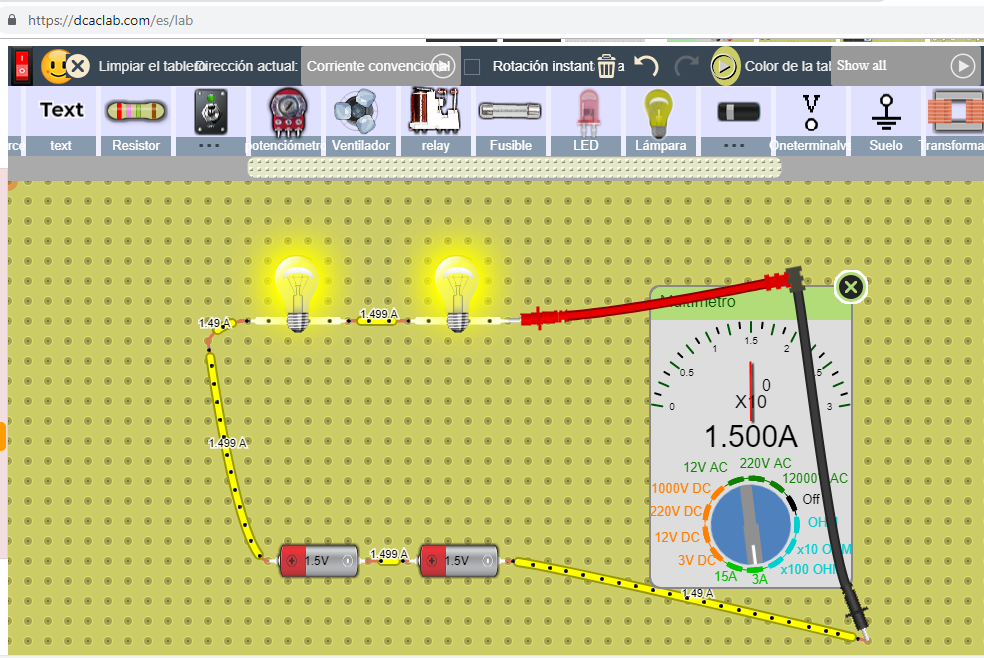 https://dcaclab.com/es/lab
Limpiar el tablero
Dirección actual:
Corriente convencional
Rotación instant
a
Color de la tal
Show all
Text
rce
text
Resistor
...
potenciómetro
Ventilador
relay
Fusible
LED
Lámpara
...
Oneterminalv
Suelo
Transforma
1.49 A
1.499 A
1.499 A
1.5V
1.499 A
1.5V
1.49 A
Multímetro
0
0.5
1
1.5
2
.5
3
0
X10
1.500A
12V AC
220V AC
12000V AC
1000V DC
Off
220V DC
OHM
12V DC
x10 OHM
3V DC
x100 OHM
15A
3A